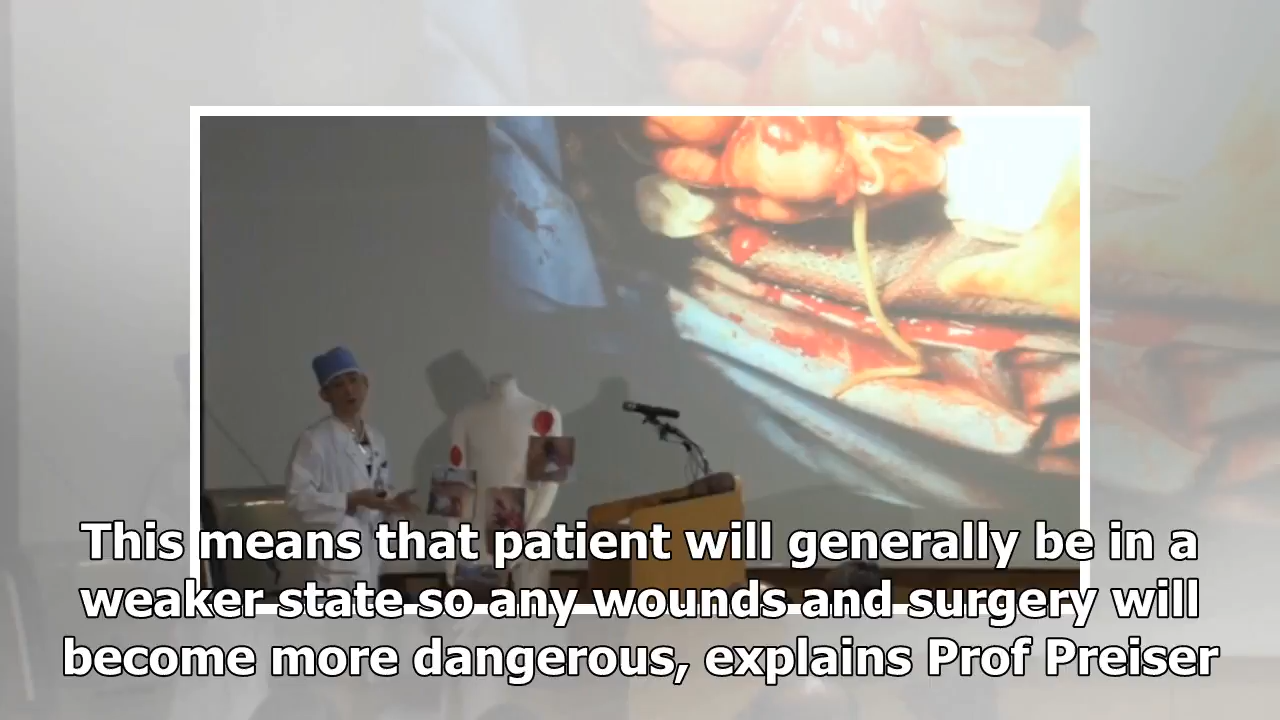 This means that patient will generally be in a
weaker state so any wounds and surgery will
become more dangerous, explains Prof Preiser